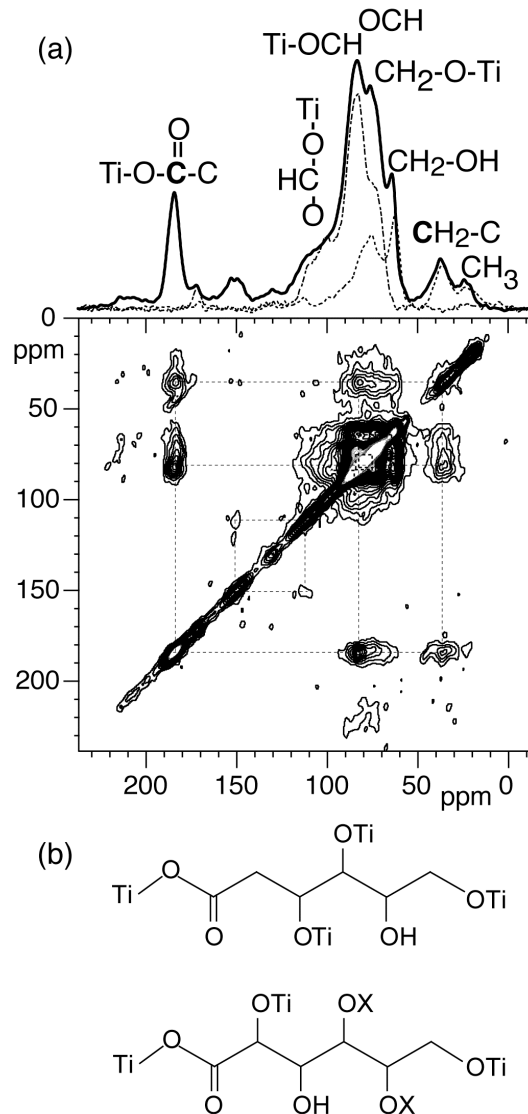 (a)
OCH
Ti-OCH
CH2-O-Ti
Ti
O
HC
O
O
Ti-O-C-C
CH2-OH
CH2-C
CH3
0
ppm
50
100
150
200
200 150 100 50 0
ppm
(b)
OTi
O
Ti
OTi
O
OTi
OH
OTi
OX
O
Ti
OTi
O
OH
OX